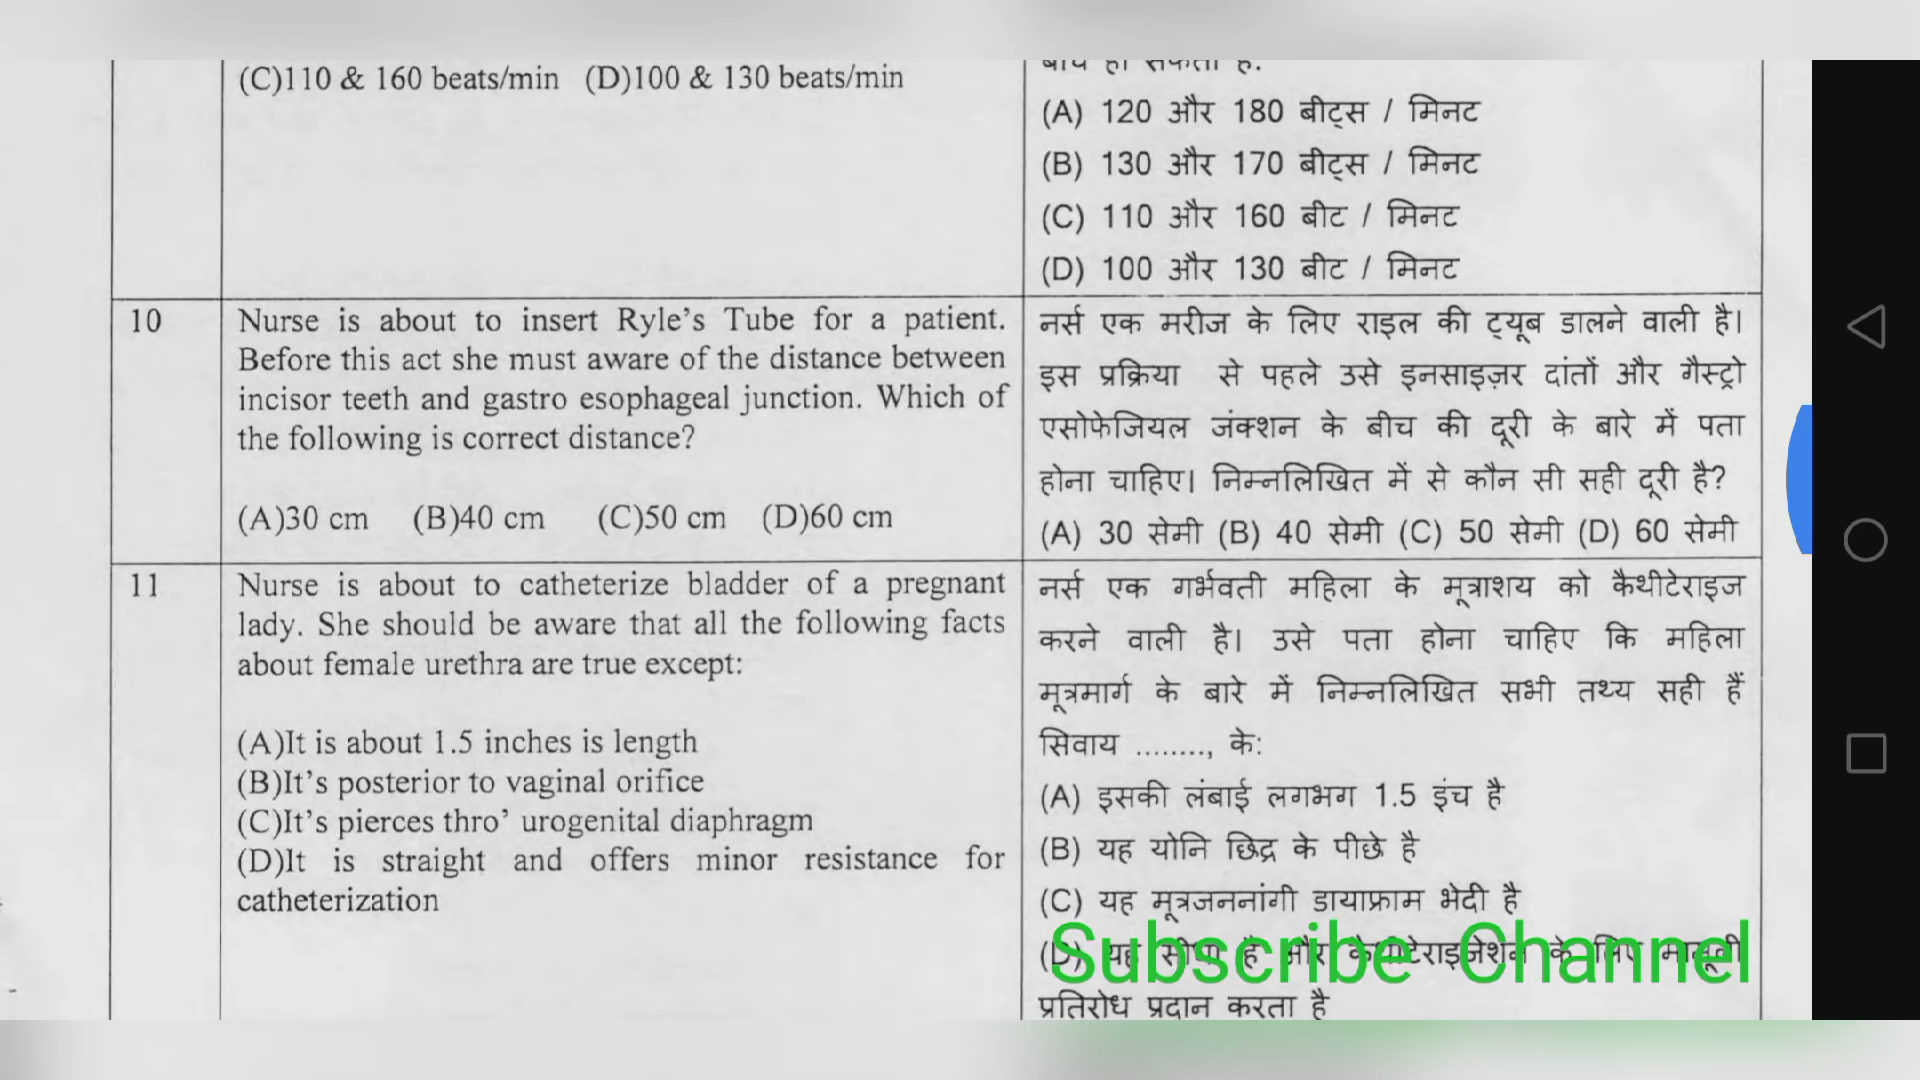 (C)110 & 160 beats/min (D)100 & 130 beats/min
(A) 120 और 180 बीट्स / मिनट
(B) 130 और 170 बीट्स / मिनट
(C) 110 और 160 बीट / मिनट
(D) 100 और 130 बीट / मिनट
10
Nurse is about to insert Ryle's Tube for a patient.
Before this act she must aware of the distance between
incisor teeth and gastro esophageal junction. Which of
the following is correct distance?
(A)30 cm (B)40 cm (C)50 cm (D)60 cm
नर्स एक मरीज के लिए राइल की ट्यूब डालने वाली है।
इस प्रक्रिया से पहले उसे इनसाइज़र दांतों और गैस्ट्रो
एसोफेजियल जंक्शन के बीच की दूरी के बारे में पता
होना चाहिए। निम्नलिखित में से कौन सी सही दूरी है?
(A) 30 सेमी (B) 40 सेमी (C) 50 सेमी (D) 60 सेमी
11
Nurse is about to catheterize bladder of a pregnant
lady. She should be aware that all the following facts
about female urethra are true except:
(A)It is about 1.5 inches is length
(B)It's posterior to vaginal orifice
(C)It's pierces thro' urogenital diaphragm
(D)It is straight and offers minor resistance for
catheterization
नर्स एक गर्भवती महिला के मूत्राशय को कैथीटेराइज
करने वाली है। उसे पता होना चाहिए कि महिला
मूत्रमार्ग के बारे में निम्नलिखित सभी तथ्य सही हैं
सिवाय ........, के:
(A) इसकी लंबाई लगभग 1.5 इंच है
(B) यह योनि छिद्र के पीछे है
(C) यह मूत्रजननांगी डायाफ्राम भेदी है
(D) यह सीधा है और कैथीटेराइजेशन के लिए मामूली
प्रतिरोध प्रदान करता है
Subscribe Channel